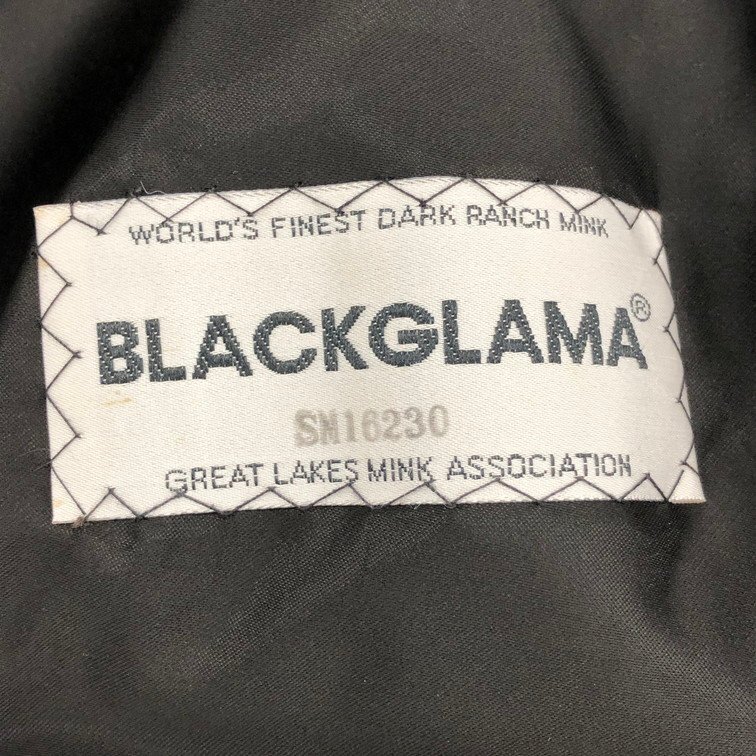 WORLD'S FINEST DARK RANCH MINK
BLACKGLAMA®
SM16230
GREAT LAKES MINK ASSOCIATION